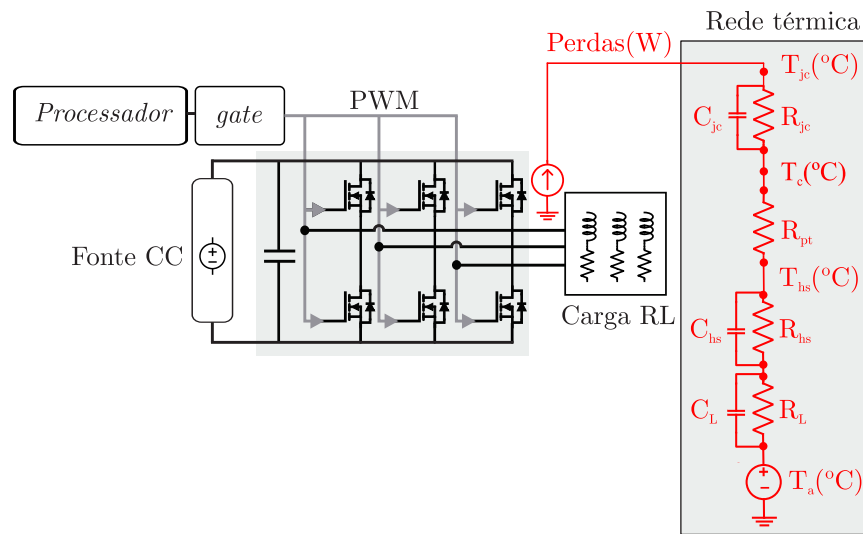 Rede térmica
Perdas(W)
T_jc(°C)
Processador
gate
PWM
C_jc
R_jc
T_c(°C)
Fonte CC
R_pt
T_hs(°C)
Carga RL
C_hs
R_hs
C_L
R_L
T_a(°C)